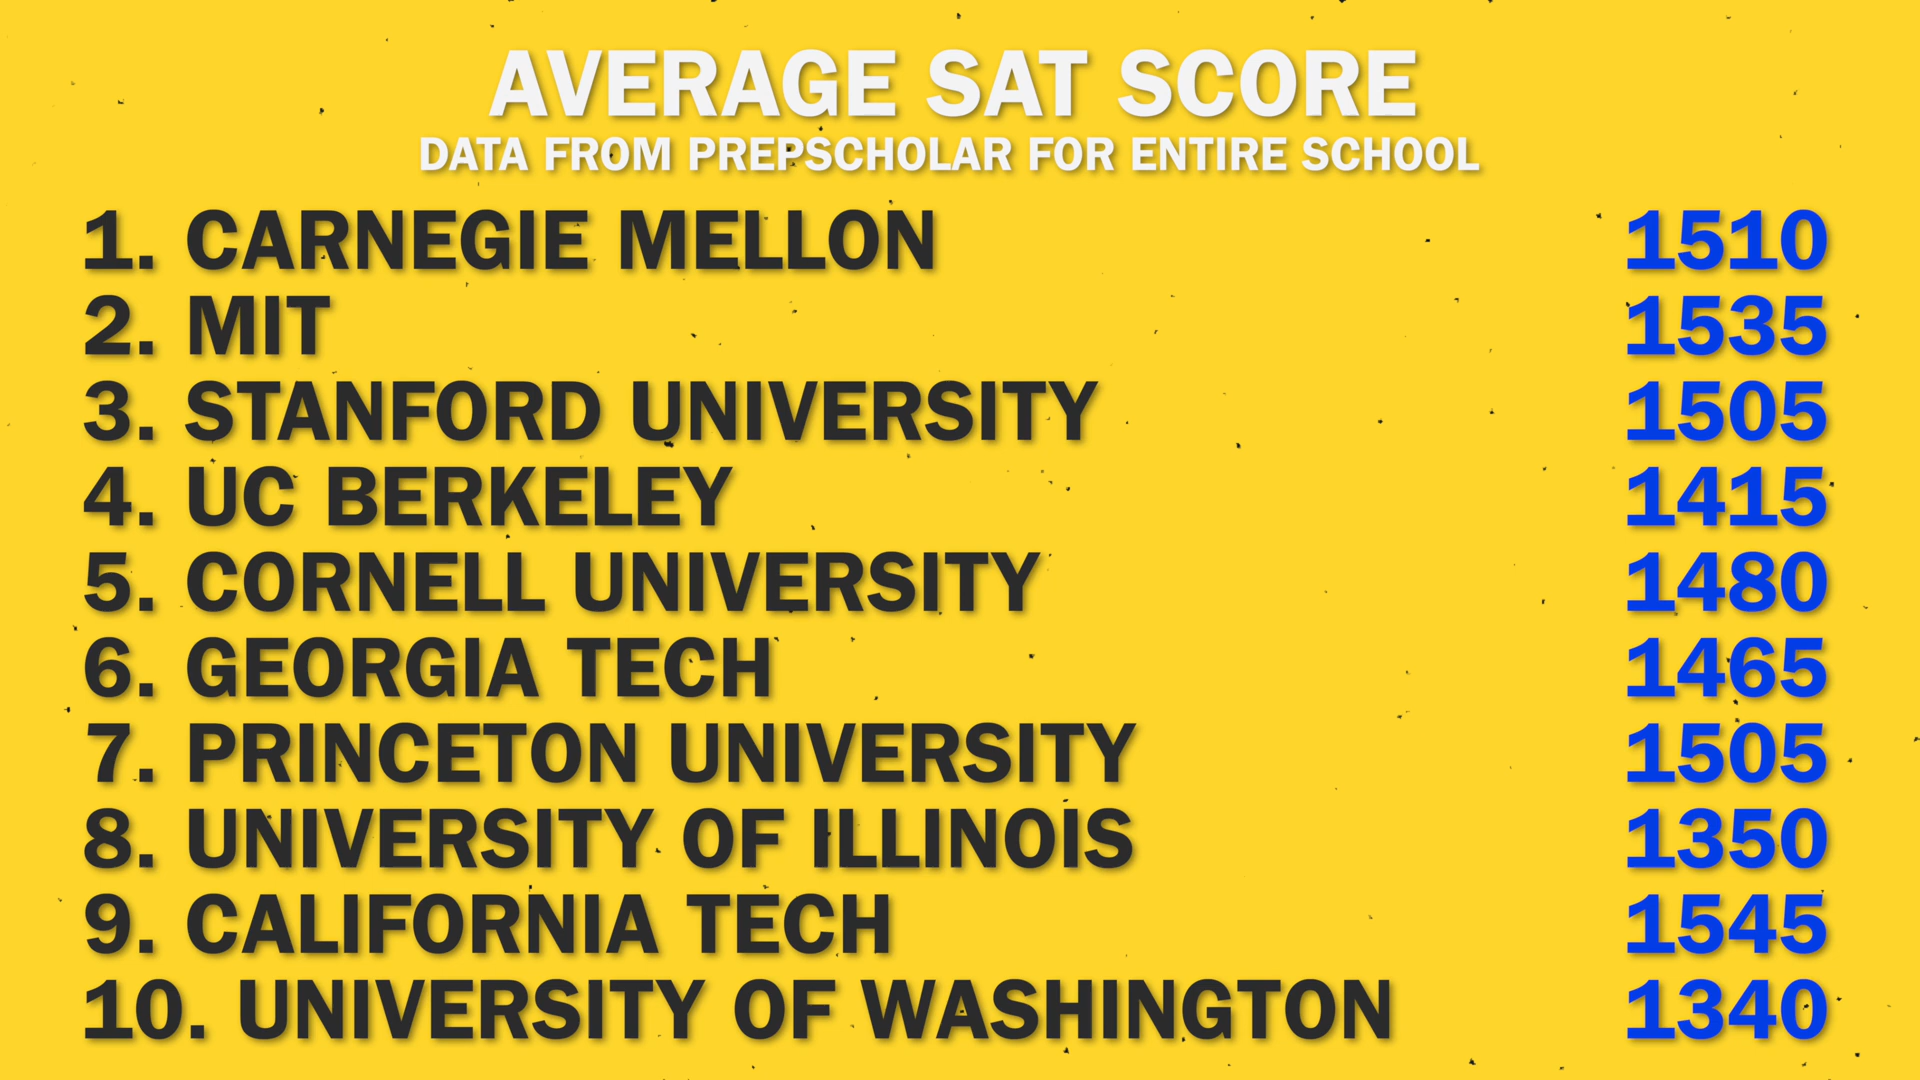 AVERAGE SAT SCORE
DATA FROM PREPSCHOLAR FOR ENTIRE SCHOOL
1. CARNEGIE MELLON 1510
2. MIT 1535
3. STANFORD UNIVERSITY 1505
4. UC BERKELEY 1415
5. CORNELL UNIVERSITY 1480
6. GEORGIA TECH 1465
7. PRINCETON UNIVERSITY 1505
8. UNIVERSITY OF ILLINOIS 1350
9. CALIFORNIA TECH 1545
10. UNIVERSITY OF WASHINGTON 1340